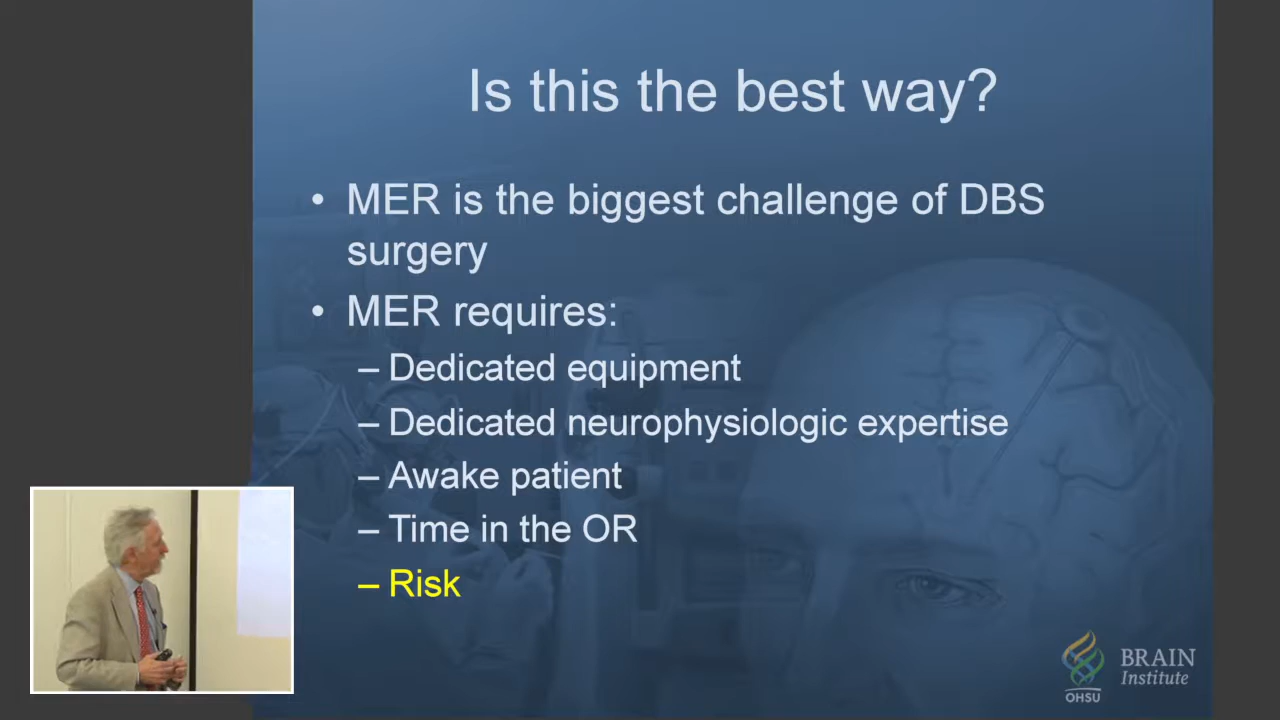 Is this the best way?
• MER is the biggest challenge of DBS
surgery
• MER requires:
– Dedicated equipment
– Dedicated neurophysiologic expertise
– Awake patient
– Time in the OR
– Risk
BRAIN
Institute
OHSU